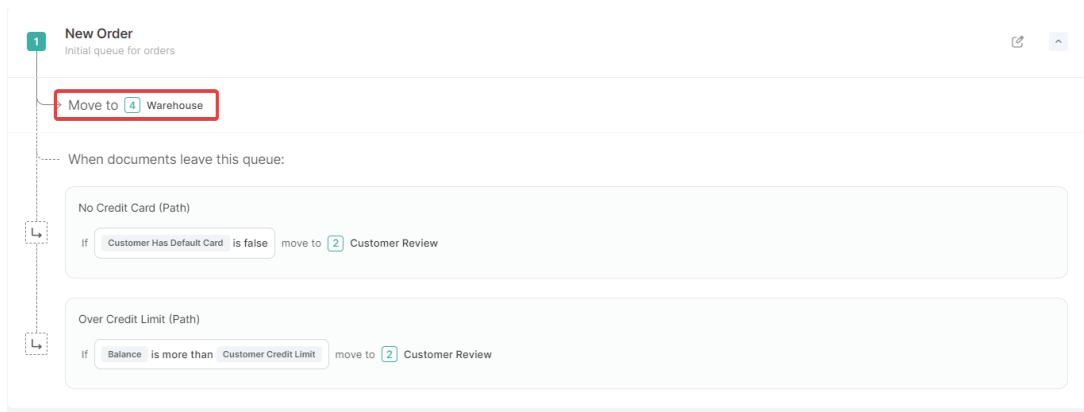 1 New Order
Initial queue for orders
Move to 4 Warehouse
When documents leave this queue:
No Credit Card (Path)
If Customer Has Default Card is false move to 2 Customer Review
Over Credit Limit (Path)
If Balance is more than Customer Credit Limit move to 2 Customer Review